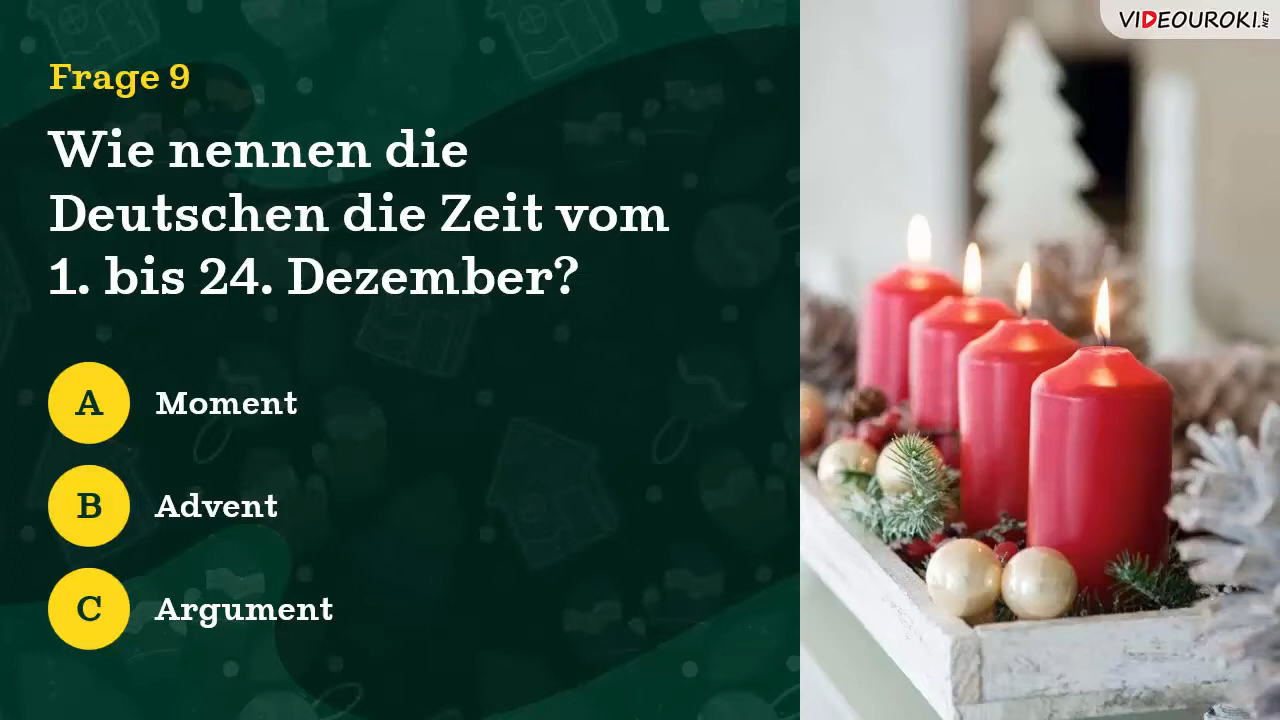 VIDEOUROKI.NET
Frage 9
Wie nennen die
Deutschen die Zeit vom
1. bis 24. Dezember?
A Moment
B Advent
C Argument